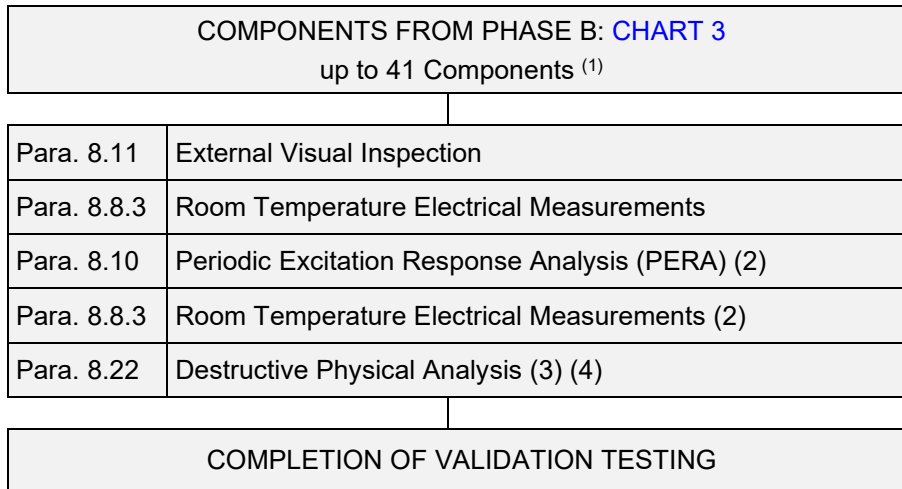 COMPONENTS FROM PHASE B: CHART 3
up to 41 Components (1)
Para. 8.11 External Visual Inspection
Para. 8.8.3 Room Temperature Electrical Measurements
Para. 8.10 Periodic Excitation Response Analysis (PERA) (2)
Para. 8.8.3 Room Temperature Electrical Measurements (2)
Para. 8.22 Destructive Physical Analysis (3) (4)
COMPLETION OF VALIDATION TESTING